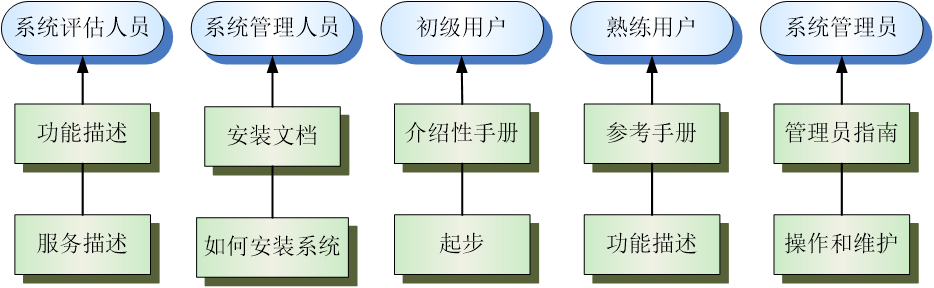 系统评估人员
系统管理人员
初级用户
熟练用户
系统管理员
功能描述
安装文档
介绍性手册
参考手册
管理员指南
服务描述
如何安装系统
起步
功能描述
操作和维护